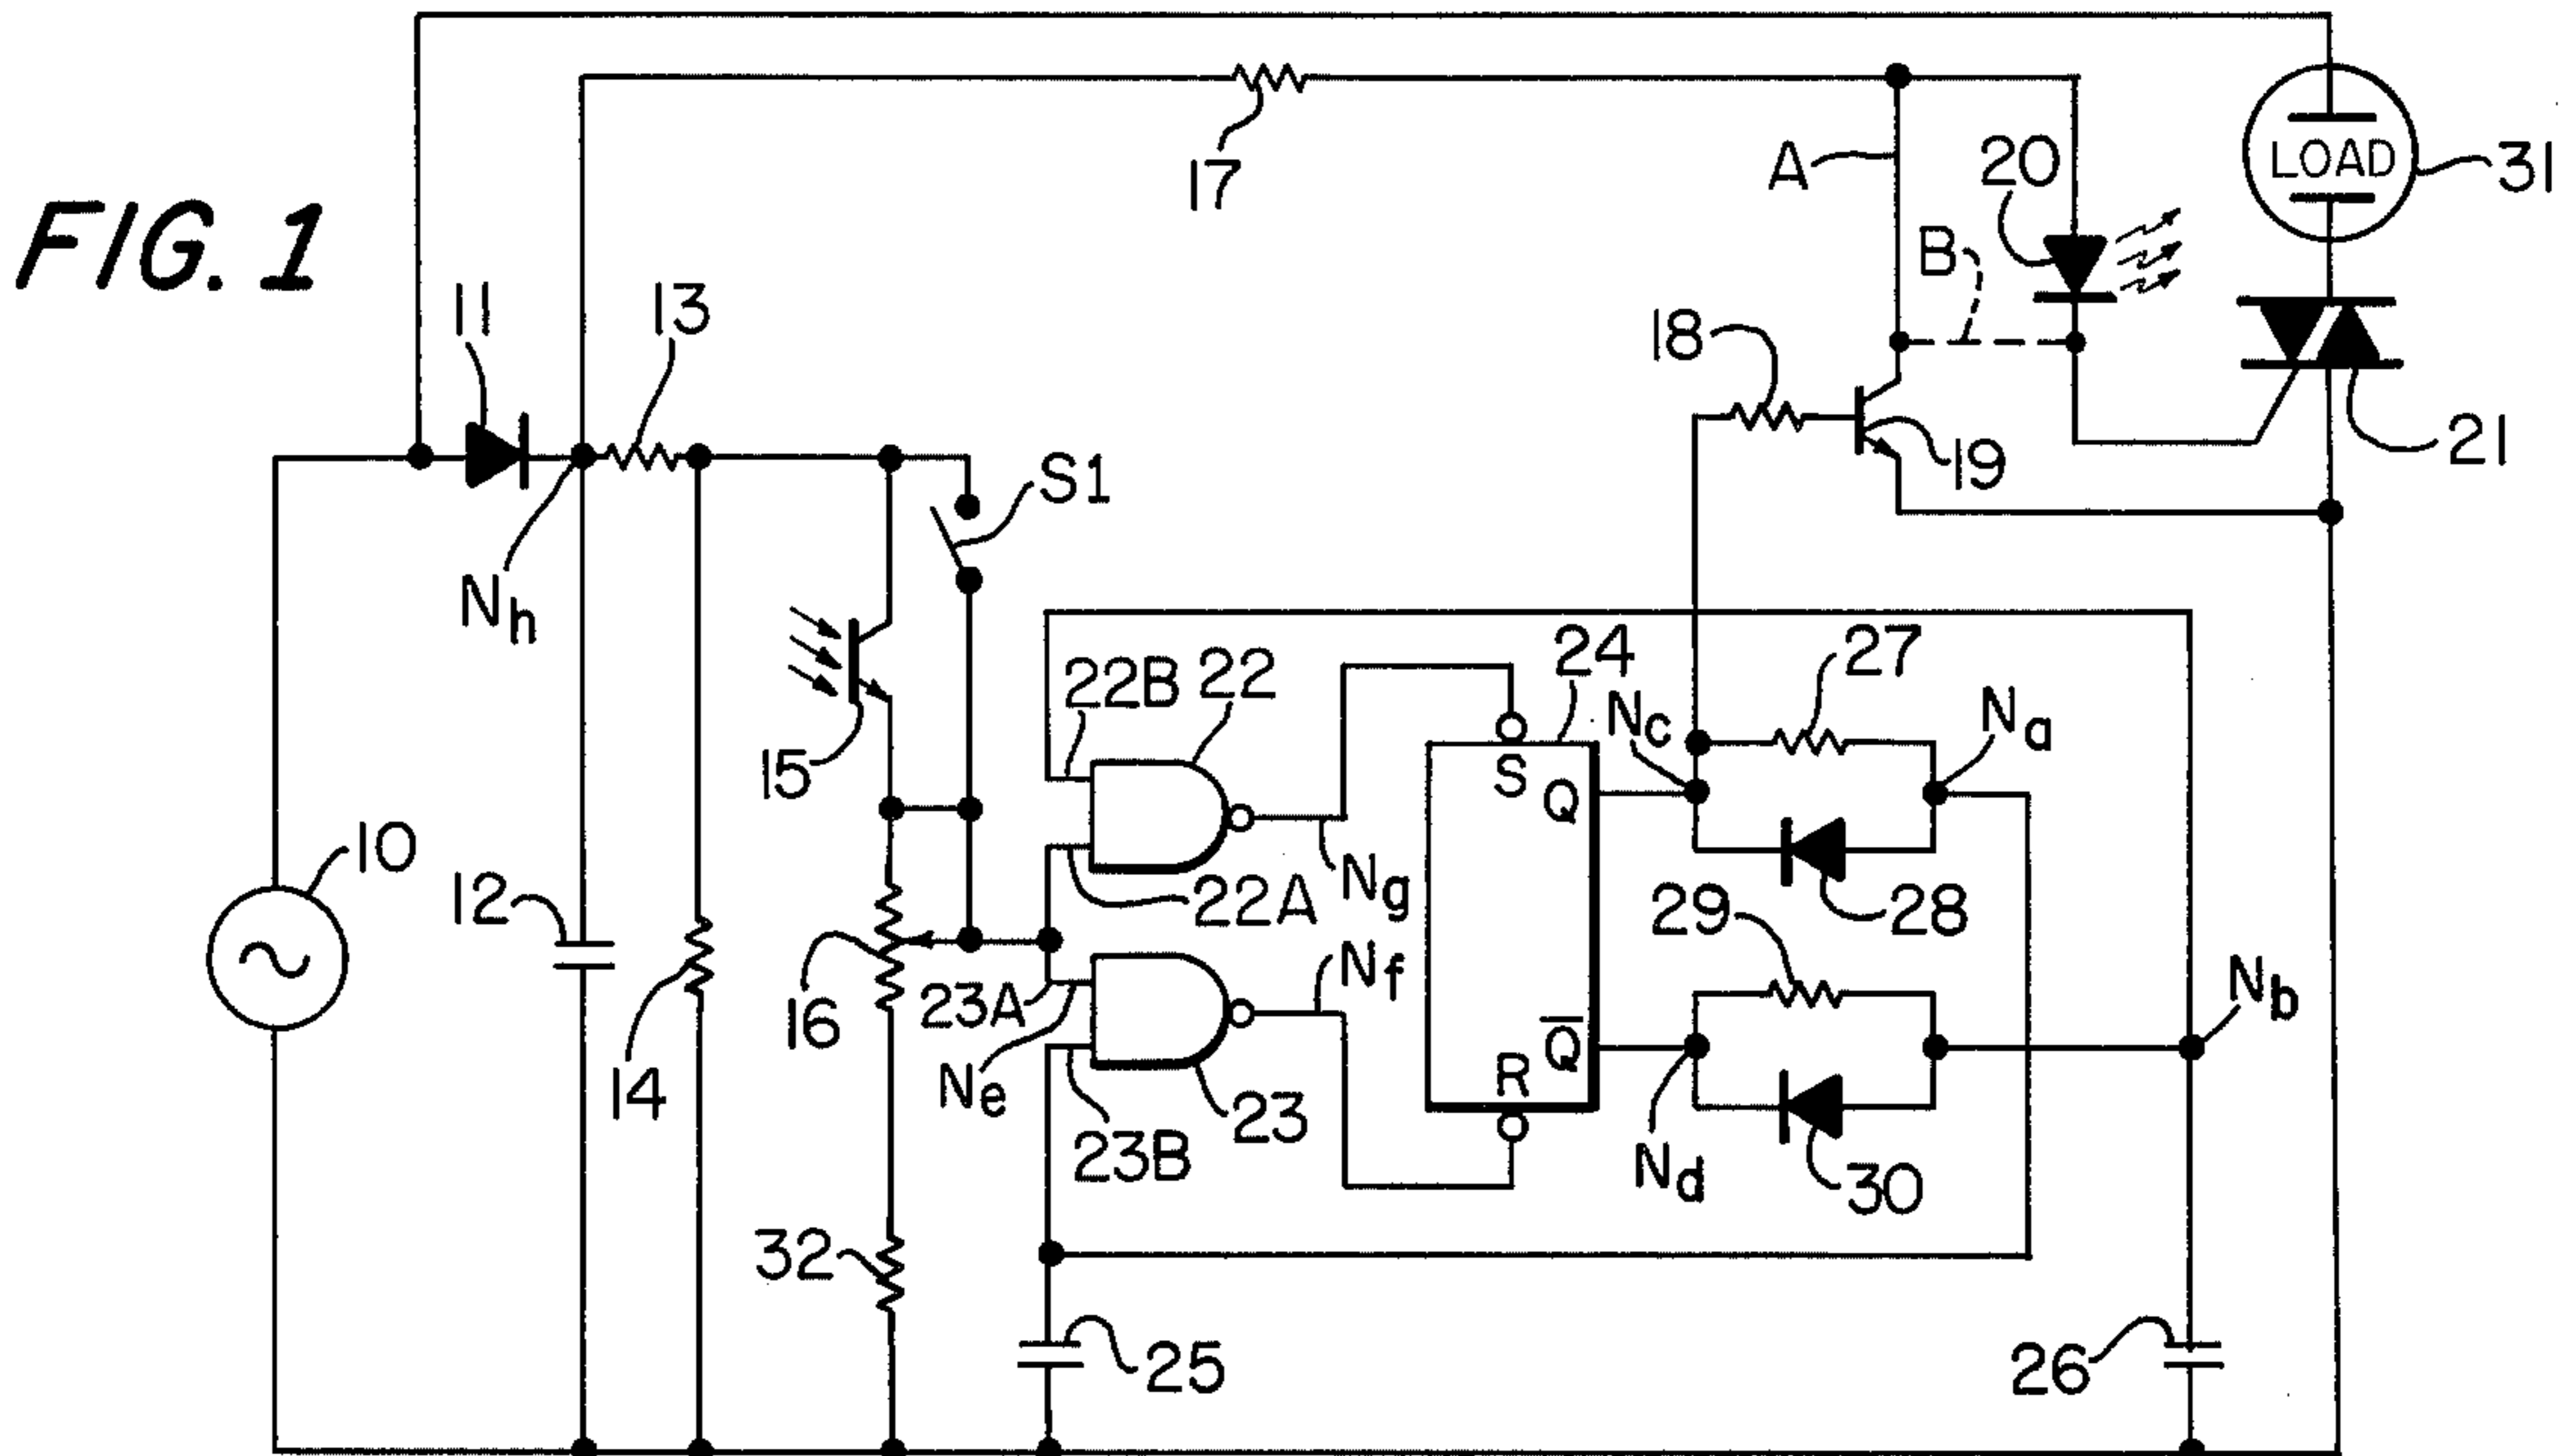 FIG. 1
17
A
20
LOAD
31
B
11
13
18
19
21
S1
Nh
15
22B
22
24
27
Nc
Na
S
Q
10
12
22A
Ng
28
29
14
16
23A
Nf
Nb
Ne
23B
23
R
Q̅
Nd
30
32
25
26